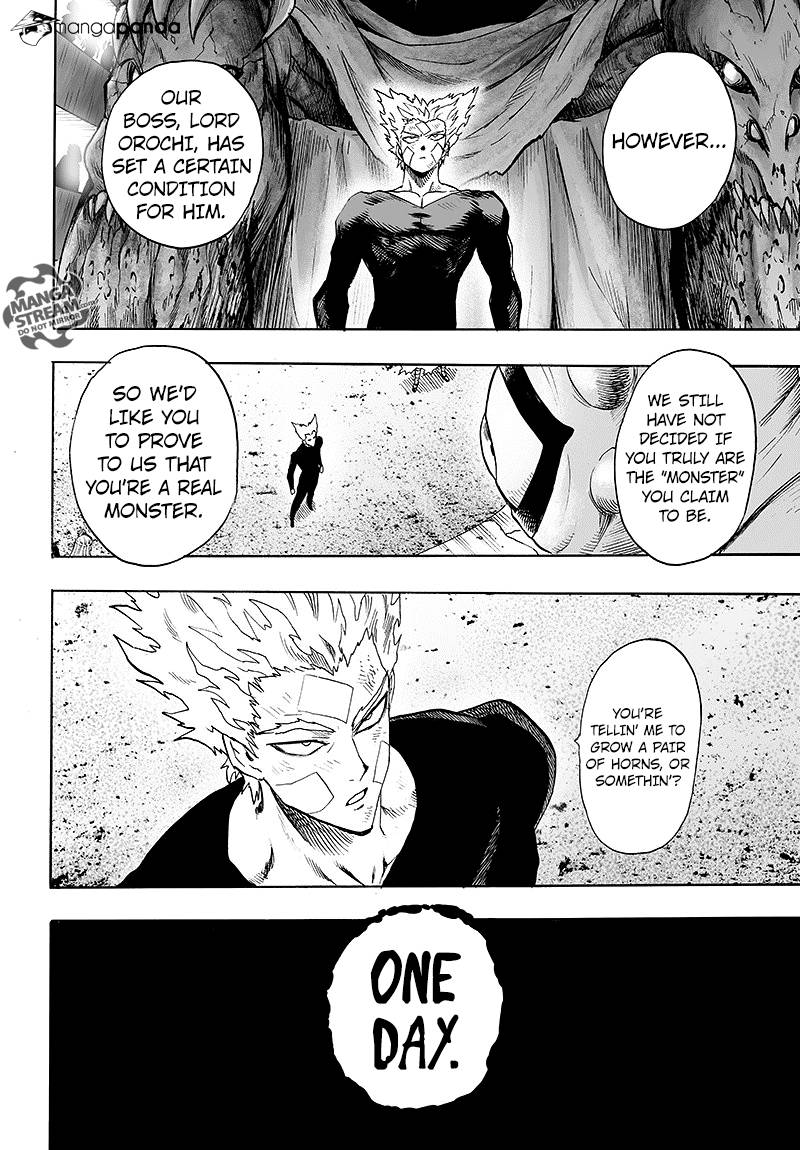 mangapanda
HOWEVER...
OUR
BOSS, LORD
OROCHI, HAS
SET A CERTAIN
CONDITION
FOR HIM.
MANGA
STREAM.com
DO NOT MIRROR
WE STILL
HAVE NOT
DECIDED IF
YOU TRULY ARE
THE "MONSTER"
YOU CLAIM
TO BE.
SO WE'D
LIKE YOU
TO PROVE
TO US THAT
YOU'RE A REAL
MONSTER.
YOU'RE
TELLIN' ME TO
GROW A PAIR
OF HORNS, OR
SOMETHIN'?
ONE
DAY.